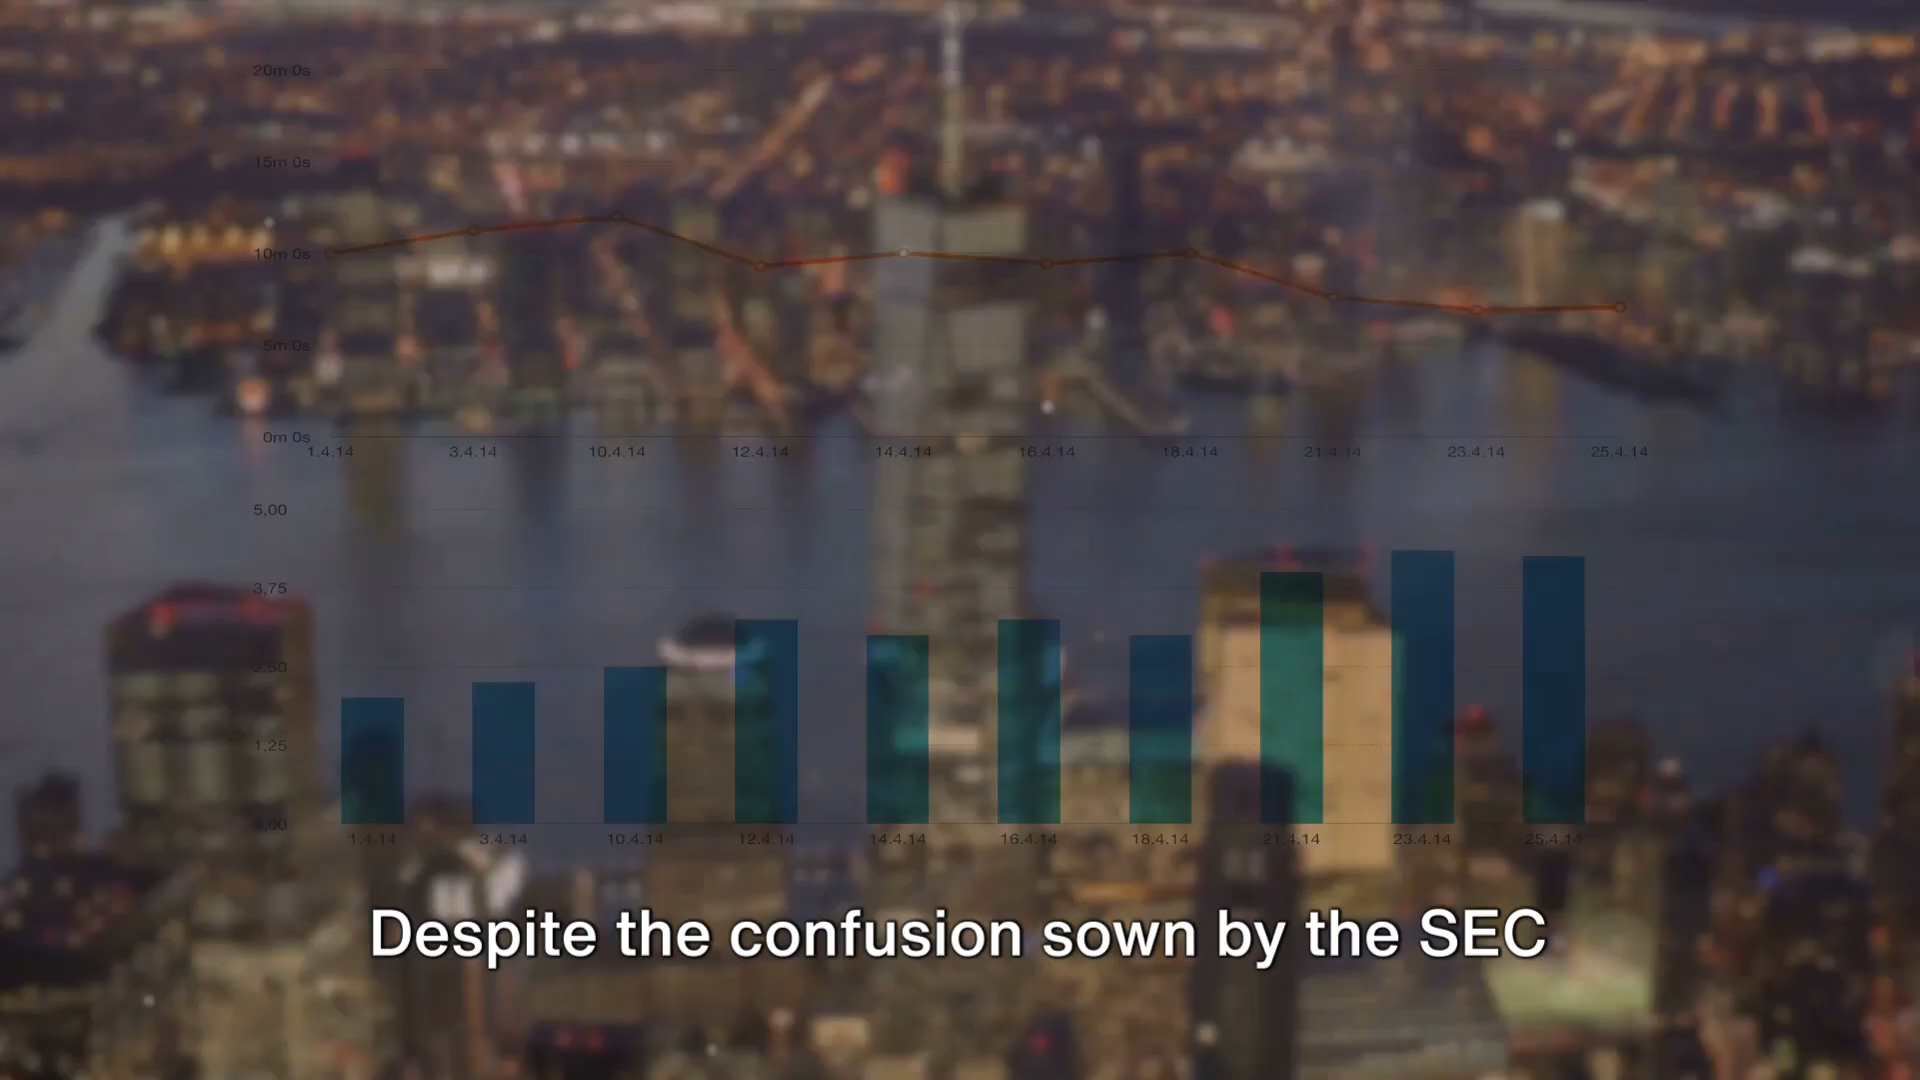 20m 0s
15m 0s
10m 0s
5m 0s
0m 0s
1.4.14 3.4.14 10.4.14 12.4.14 14.4.14 16.4.14 18.4.14 21.4.14 23.4.14 25.4.14
5,00
3,75
2,50
1,25
0,00
1.4.14 3.4.14 10.4.14 12.4.14 14.4.14 16.4.14 18.4.14 21.4.14 23.4.14 25.4.14
Despite the confusion sown by the SEC